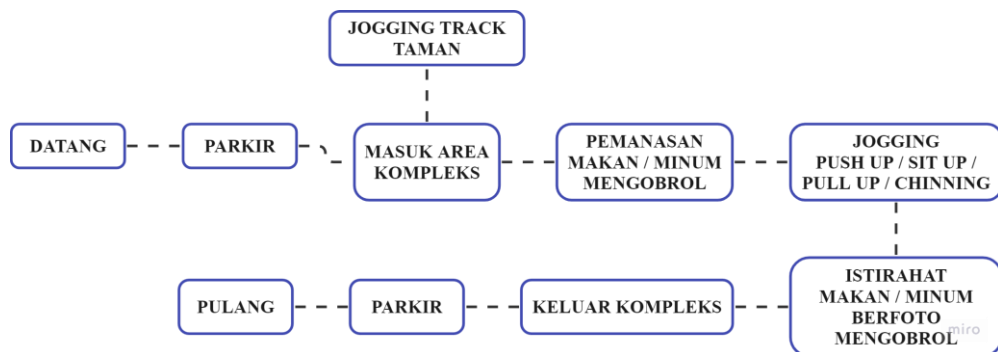 JOGGING TRACK
TAMAN
DATANG
PARKIR
MASUK AREA
KOMPLEKS
PEMANASAN
MAKAN / MINUM
MENGOBROL
JOGGING
PUSH UP / SIT UP /
PULL UP / CHINNING
ISTIRAHAT
MAKAN / MINUM
BERFOTO
MENGOBROL
KELUAR KOMPLEKS
PARKIR
PULANG
miro